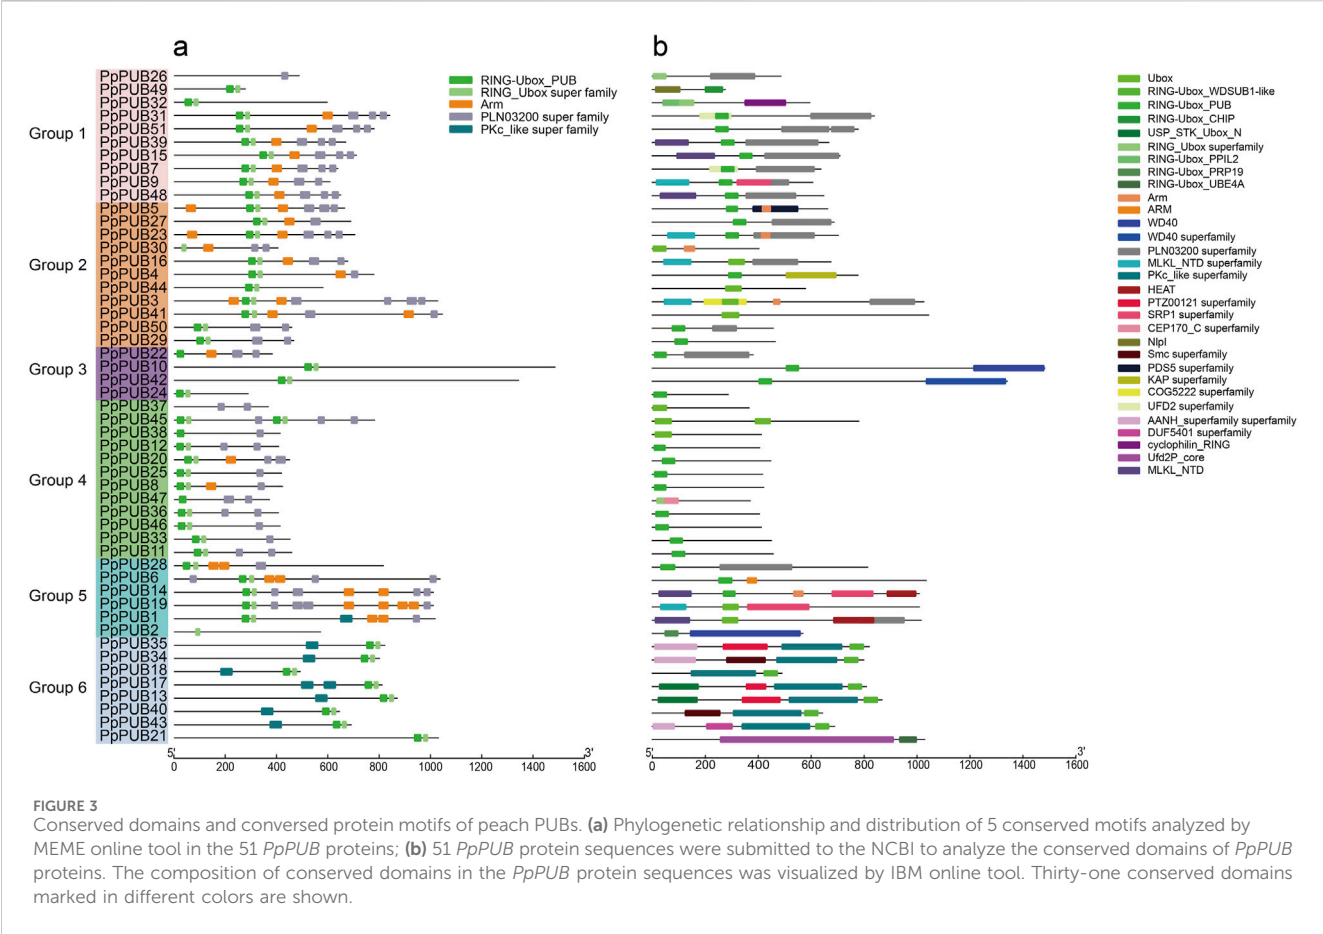 a
b
PpPUB26
PpPUB49
PpPUB32
PpPUB31
PpPUB51
PpPUB39
PpPUB15
PpPUB7
PpPUB9
PpPUB48
PpPUB5
PpPUB27
PpPUB23
PpPUB30
PpPUB16
PpPUB4
PpPUB44
PpPUB3
PpPUB41
PpPUB50
PpPUB29
PpPUB22
PpPUB10
PpPUB42
PpPUB24
PpPUB37
PpPUB45
PpPUB38
PpPUB12
PpPUB20
PpPUB25
PpPUB8
PpPUB47
PpPUB36
PpPUB46
PpPUB33
PpPUB11
PpPUB28
PpPUB6
PpPUB14
PpPUB19
PpPUB1
PpPUB2
PpPUB35
PpPUB34
PpPUB18
PpPUB17
PpPUB13
PpPUB40
PpPUB43
PpPUB21
Group 1
Group 2
Group 3
Group 4
Group 5
Group 6
RING-Ubox_PUB
RING_Ubox super family
Arm
PLN03200 super family
PKc_like super family
5' 3'
0 200 400 600 800 1000 1200 1400 1600
5' 3'
0 200 400 600 800 1000 1200 1400 1600
Ubox
RING-Ubox_WDSUB1-like
RING-Ubox_PUB
RING-Ubox_CHIP
USP_STK_Ubox_N
RING_Ubox superfamily
RING-Ubox_PPIL2
RING-Ubox_PRP19
RING-Ubox_UBE4A
Arm
ARM
WD40
WD40 superfamily
PLN03200 superfamily
MLKL_NTD superfamily
PKc_like superfamily
HEAT
PTZ00121 superfamily
SRP1 superfamily
CEP170_C superfamily
NlpI
Smc superfamily
PDS5 superfamily
KAP superfamily
COG5222 superfamily
UFD2 superfamily
AANH_superfamily superfamily
DUF5401 superfamily
cyclophilin_RING
Ufd2P_core
MLKL_NTD
FIGURE 3
Conserved domains and conversed protein motifs of peach PUBs. (a) Phylogenetic relationship and distribution of 5 conserved motifs analyzed by
MEME online tool in the 51 PpPUB proteins; (b) 51 PpPUB protein sequences were submitted to the NCBI to analyze the conserved domains of PpPUB
proteins. The composition of conserved domains in the PpPUB protein sequences was visualized by IBM online tool. Thirty-one conserved domains
marked in different colors are shown.